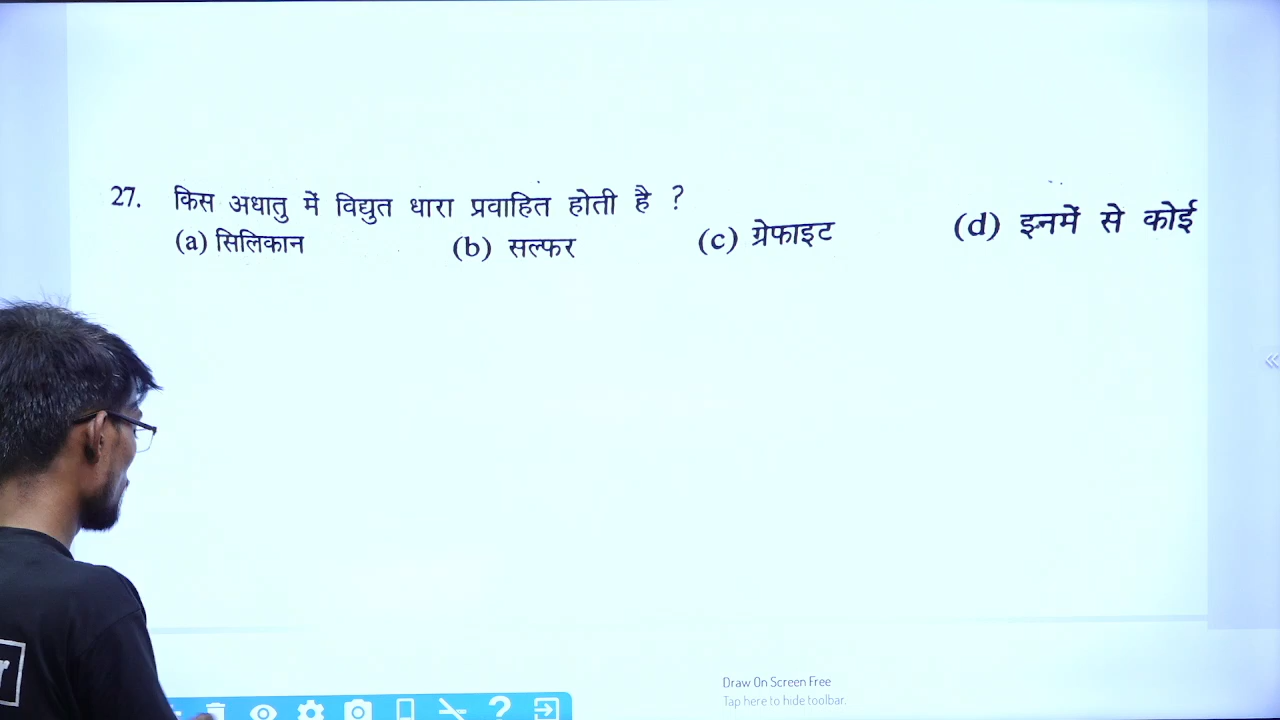 27. किस अधातु में विद्युत धारा प्रवाहित होती है ?
(a) सिलिकान (b) सल्फर (c) ग्रेफाइट (d) इनमें से कोई
Draw On Screen Free
Tap here to hide toolbar.